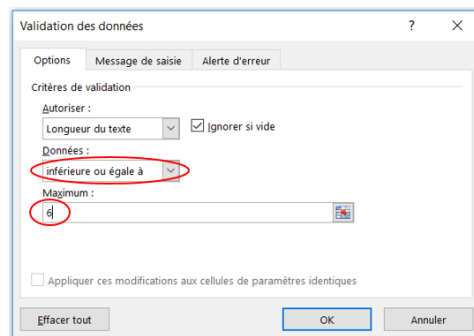 Validation des données ? X
Options Message de saisie Alerte d'erreur
Critères de validation
Autoriser :
Longueur du texte Ignorer si vide
Données :
inférieure ou égale à
Maximum :
6
Appliquer ces modifications aux cellules de paramètres identiques
Effacer tout OK Annuler